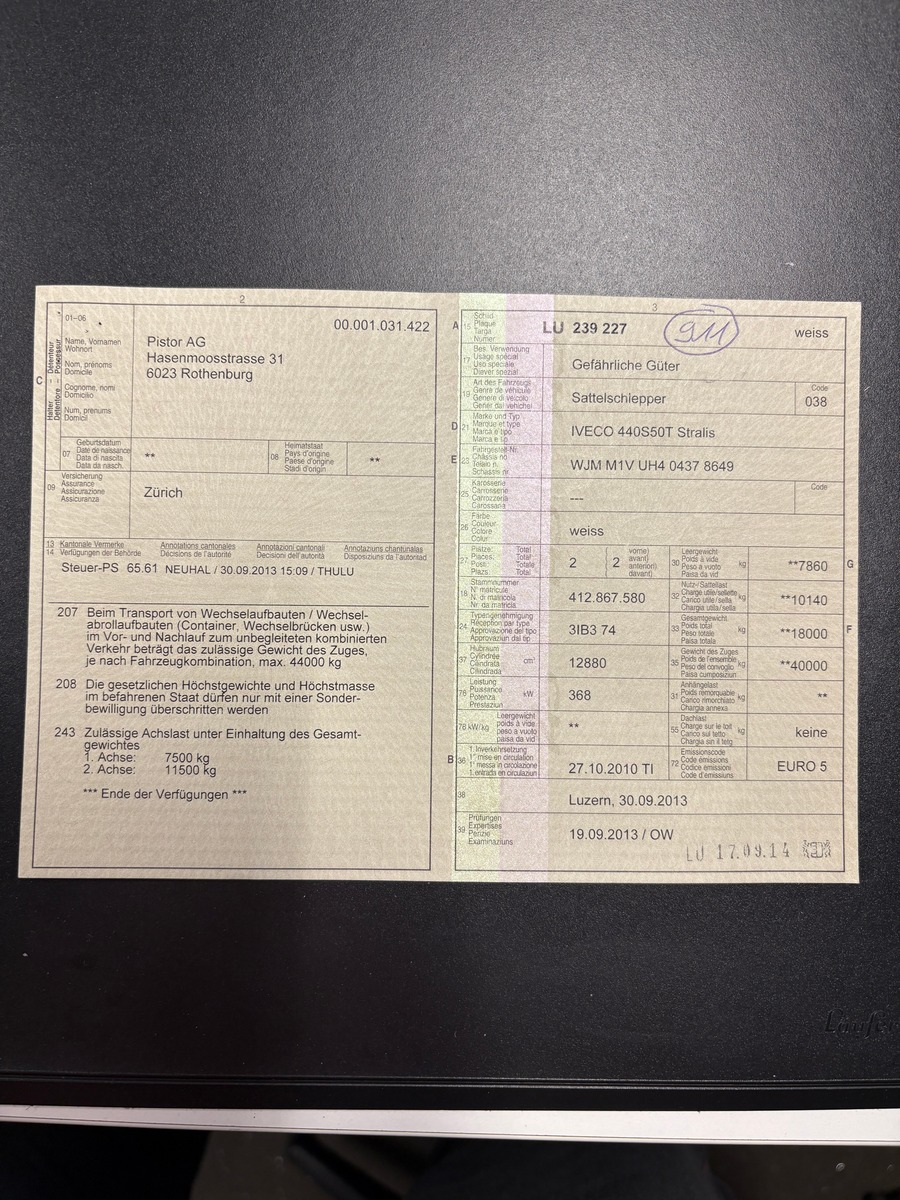 2
01-06
Name, Vornamen
Wohnort
Nom, prénoms
Domicile
Cognome, nomi
Domicilio
Num, prenums
Domicil
C
Halter – Détenteur
Detentore – Possessur
00.001.031.422
Pistor AG
Hasenmoosstrasse 31
6023 Rothenburg
07
Geburtsdatum
Date de naissance
Data di nascita
Data da nasch.
**
08
Heimatstaat
Pays d'origine
Paese d'origine
Stadi d'origin
**
09
Versicherung
Assurance
Assicurazione
Assicuranza
Zürich
13 Kantonale Vermerke Annotations cantonales Annotazioni cantonali Annotaziuns chantunalas
14 Verfügungen der Behörde Décisions de l'autorité Decisioni dell'autorità Disposiziuns da l'autoritad
Steuer-PS 65.61 NEUHAL / 30.09.2013 15:09 / THULU
207 Beim Transport von Wechselaufbauten / Wechsel-
abrollaufbauten (Container, Wechselbrücken usw.)
im Vor- und Nachlauf zum unbegleiteten kombinierten
Verkehr beträgt das zulässige Gewicht des Zuges,
je nach Fahrzeugkombination, max. 44000 kg
208 Die gesetzlichen Höchstgewichte und Höchstmasse
im befahrenen Staat dürfen nur mit einer Sonder-
bewilligung überschritten werden
243 Zulässige Achslast unter Einhaltung des Gesamt-
gewichtes
1. Achse: 7500 kg
2. Achse: 11500 kg
*** Ende der Verfügungen ***
3
A 15
Schild
Plaque
Targa
Numer
LU 239 227
911
weiss
17
Bes. Verwendung
Usage spécial
Uso speciale
Diever spezial
Gefährliche Güter
19
Art des Fahrzeugs
Genre de véhicule
Genere di veicolo
Gener dal vehichel
Sattelschlepper
Code
038
D 21
Marke und Typ
Marque et type
Marca e tipo
Marca e tip
IVECO 440S50T Stralis
E 23
Fahrgestell-Nr.
Châssis no
Telaio n.
Schassis nr.
WJM M1V UH4 0437 8649
25
Karosserie
Carrosserie
Carrozzeria
Carossaria
---
Code
26
Farbe
Couleur
Colore
Colur
weiss
27
Plätze: Total
Places: Total
Posti: Totale
Plazs: Total
2
2
vorne)
avant)
anteriori)
davant)
30
Leergewicht
Poids à vide
Peso a vuoto
Paisa da vid
kg
**7860
G
18
Stammnummer
N° matricule
N. di matricola
Nr. da matricla
412.867.580
32
Nutz-/Sattellast
Charge utile/sellette
Carico utile/sella
Chargia utila/sella
kg
**10140
24
Typengenehmigung
Réception par type
Approvazione del tipo
Approvaziun dal tip
3IB3 74
33
Gesamtgewicht
Poids total
Peso totale
Paisa totala
kg
**18000
F
37
Hubraum
Cylindrée
Cilindrata
Cilindrada
cm³
12880
35
Gewicht des Zuges
Poids de l'ensemble
Peso del convoglio
Paisa cumposiziun
kg
**40000
76
Leistung
Puissance
Potenza
Prestaziun
kW
368
31
Anhängelast
Poids remorquable
Carico rimorchiato
Chargia annexa
kg
**
78 kW/kg
Leergewicht
poids à vide
peso a vuoto
paisa da vid
**
55
Dachlast
Charge sur le toit
Carico sul tetto
Chargia sin il tetg
kg
keine
B 36
1. Inverkehrsetzung
1re mise en circulation
1a messa in circolazione
1. entrada en circulaziun
27.10.2010 TI
72
Emissionscode
Code émissions
Codice emissioni
Code d'emissiuns
EURO 5
38
Luzern, 30.09.2013
39
Prüfungen
Expertises
Perizie
Examinaziuns
19.09.2013 / OW
LU 17.09.14
Läufer